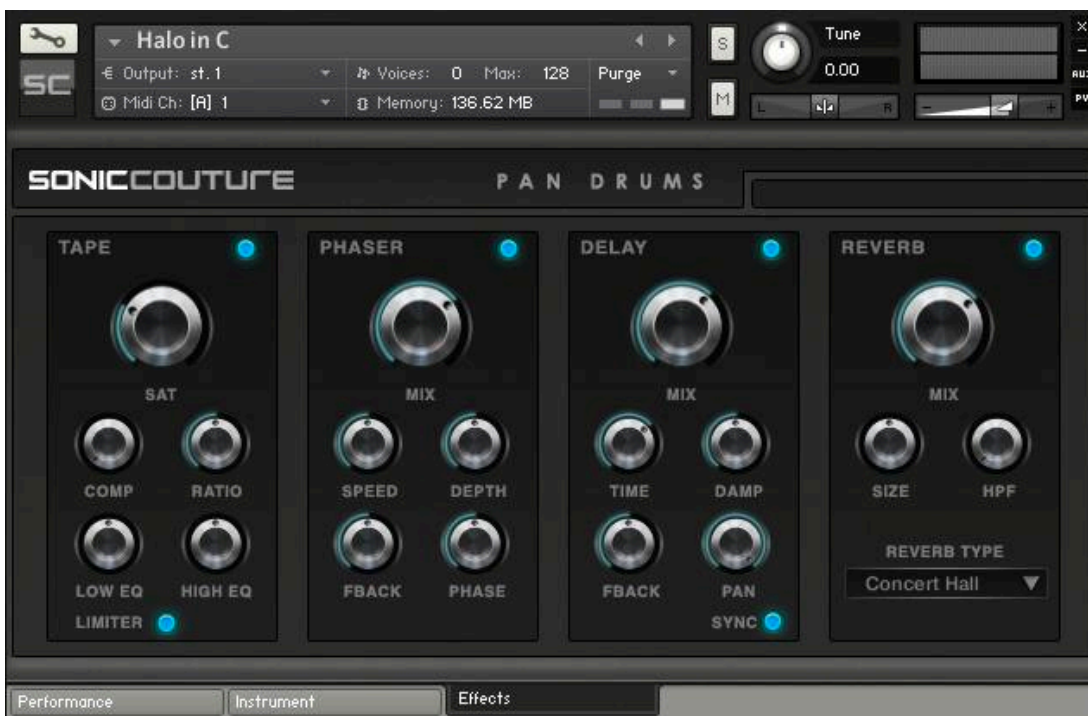 Halo in C
Output: st. 1
Voices: 0 Max: 128 Purge
Midi Ch: [A] 1
Memory: 136.62 MB
SC
S
M
Tune
0.00
L R
- +
X
-
AUX
PV
SONICCOUTURE
PAN DRUMS
TAPE
SAT
COMP RATIO
LOW EQ HIGH EQ
LIMITER
PHASER
MIX
SPEED DEPTH
FBACK PHASE
DELAY
MIX
TIME DAMP
FBACK PAN
SYNC
REVERB
MIX
SIZE HPF
REVERB TYPE
Concert Hall
Performance Instrument Effects